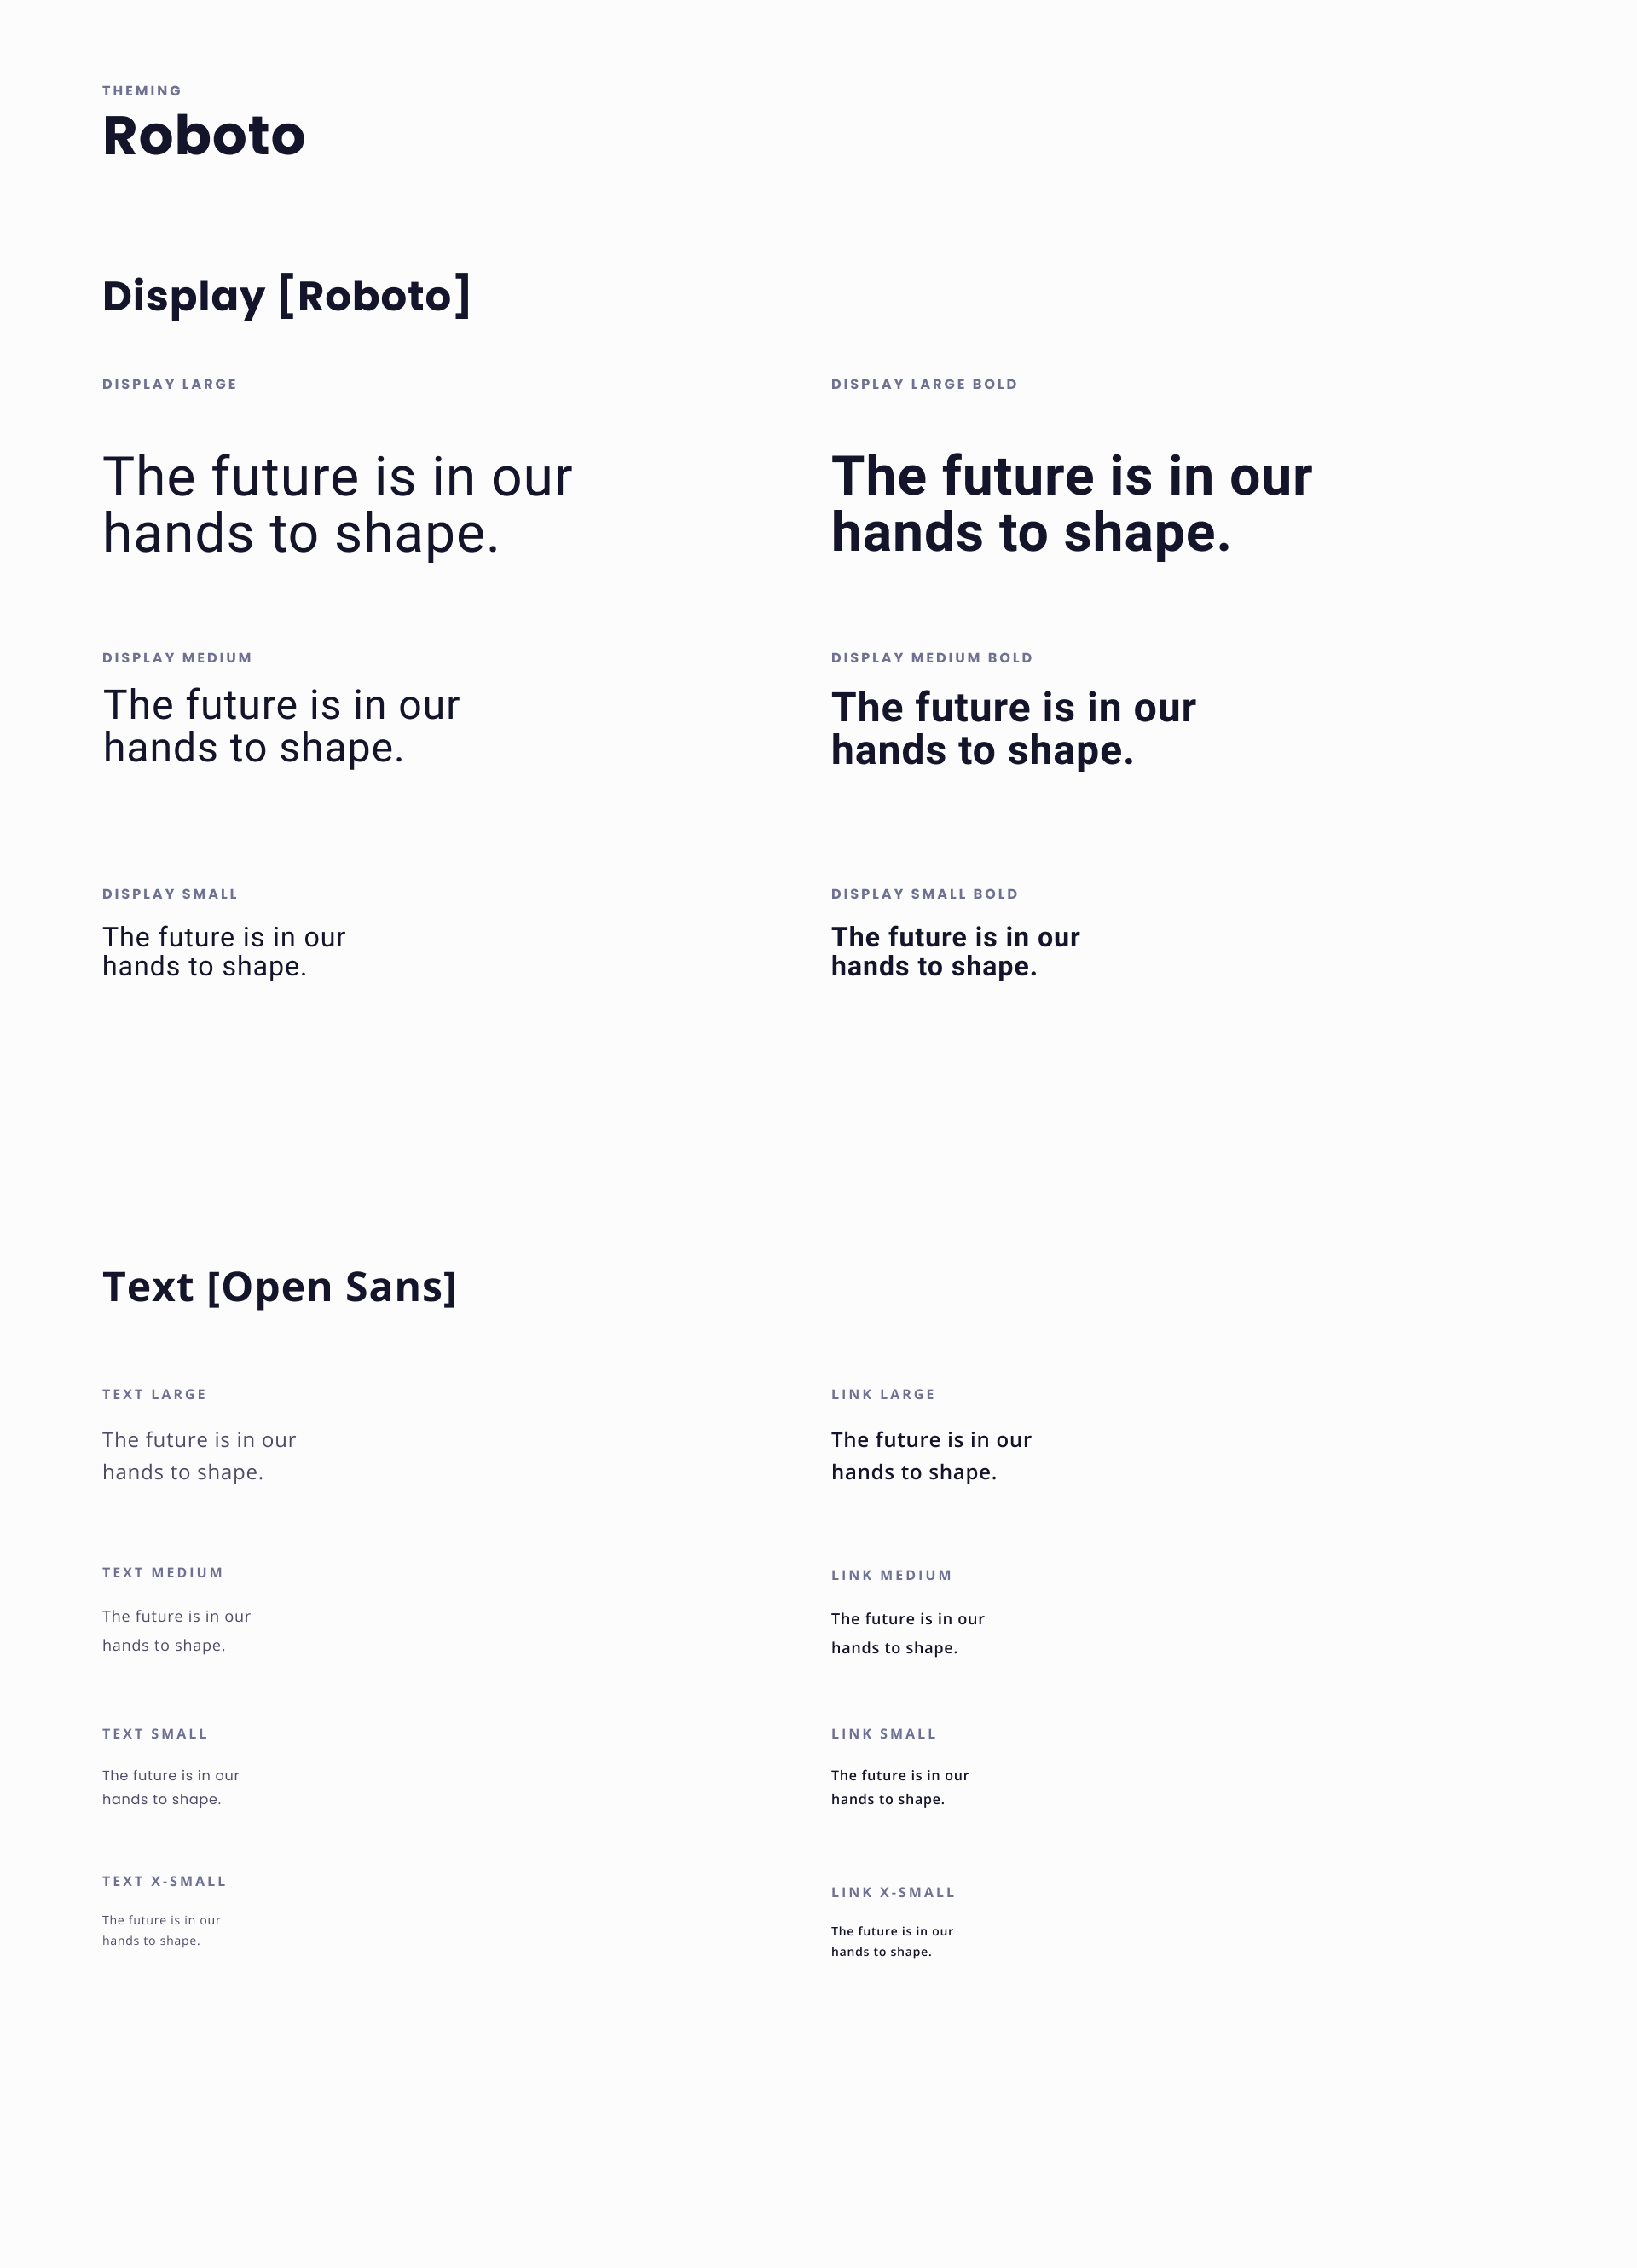 THEMING
Roboto
Display [Roboto]
DISPLAY LARGE
The future is in our
hands to shape.
DISPLAY LARGE BOLD
The future is in our
hands to shape.
DISPLAY MEDIUM
The future is in our
hands to shape.
DISPLAY MEDIUM BOLD
The future is in our
hands to shape.
DISPLAY SMALL
The future is in our
hands to shape.
DISPLAY SMALL BOLD
The future is in our
hands to shape.
Text [Open Sans]
TEXT LARGE
The future is in our
hands to shape.
LINK LARGE
The future is in our
hands to shape.
TEXT MEDIUM
The future is in our
hands to shape.
LINK MEDIUM
The future is in our
hands to shape.
TEXT SMALL
The future is in our
hands to shape.
LINK SMALL
The future is in our
hands to shape.
TEXT X-SMALL
The future is in our
hands to shape.
LINK X-SMALL
The future is in our
hands to shape.